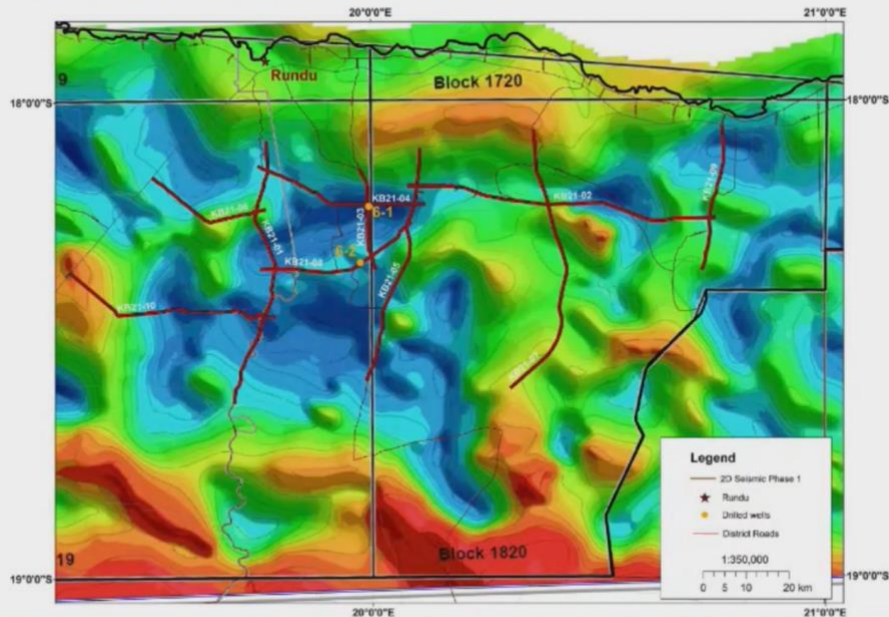 20°0'0"E
21°0'0"E
Rundu
Block 1720
9
18°0'0"S
18°0'0"S
KB21-09
KB21-02
KB21-04
6-1
KB21-03
KB21-01
6-2
KB21-08
KB21-05
KB21-10
Legend
2D Seismic Phase 1
Rundu
Drilled wells
District Roads
1:350,000
0 5 10 20 km
Block 1820
19
19°0'0"S
19°0'0"S
20°0'0"E
21°0'0"E